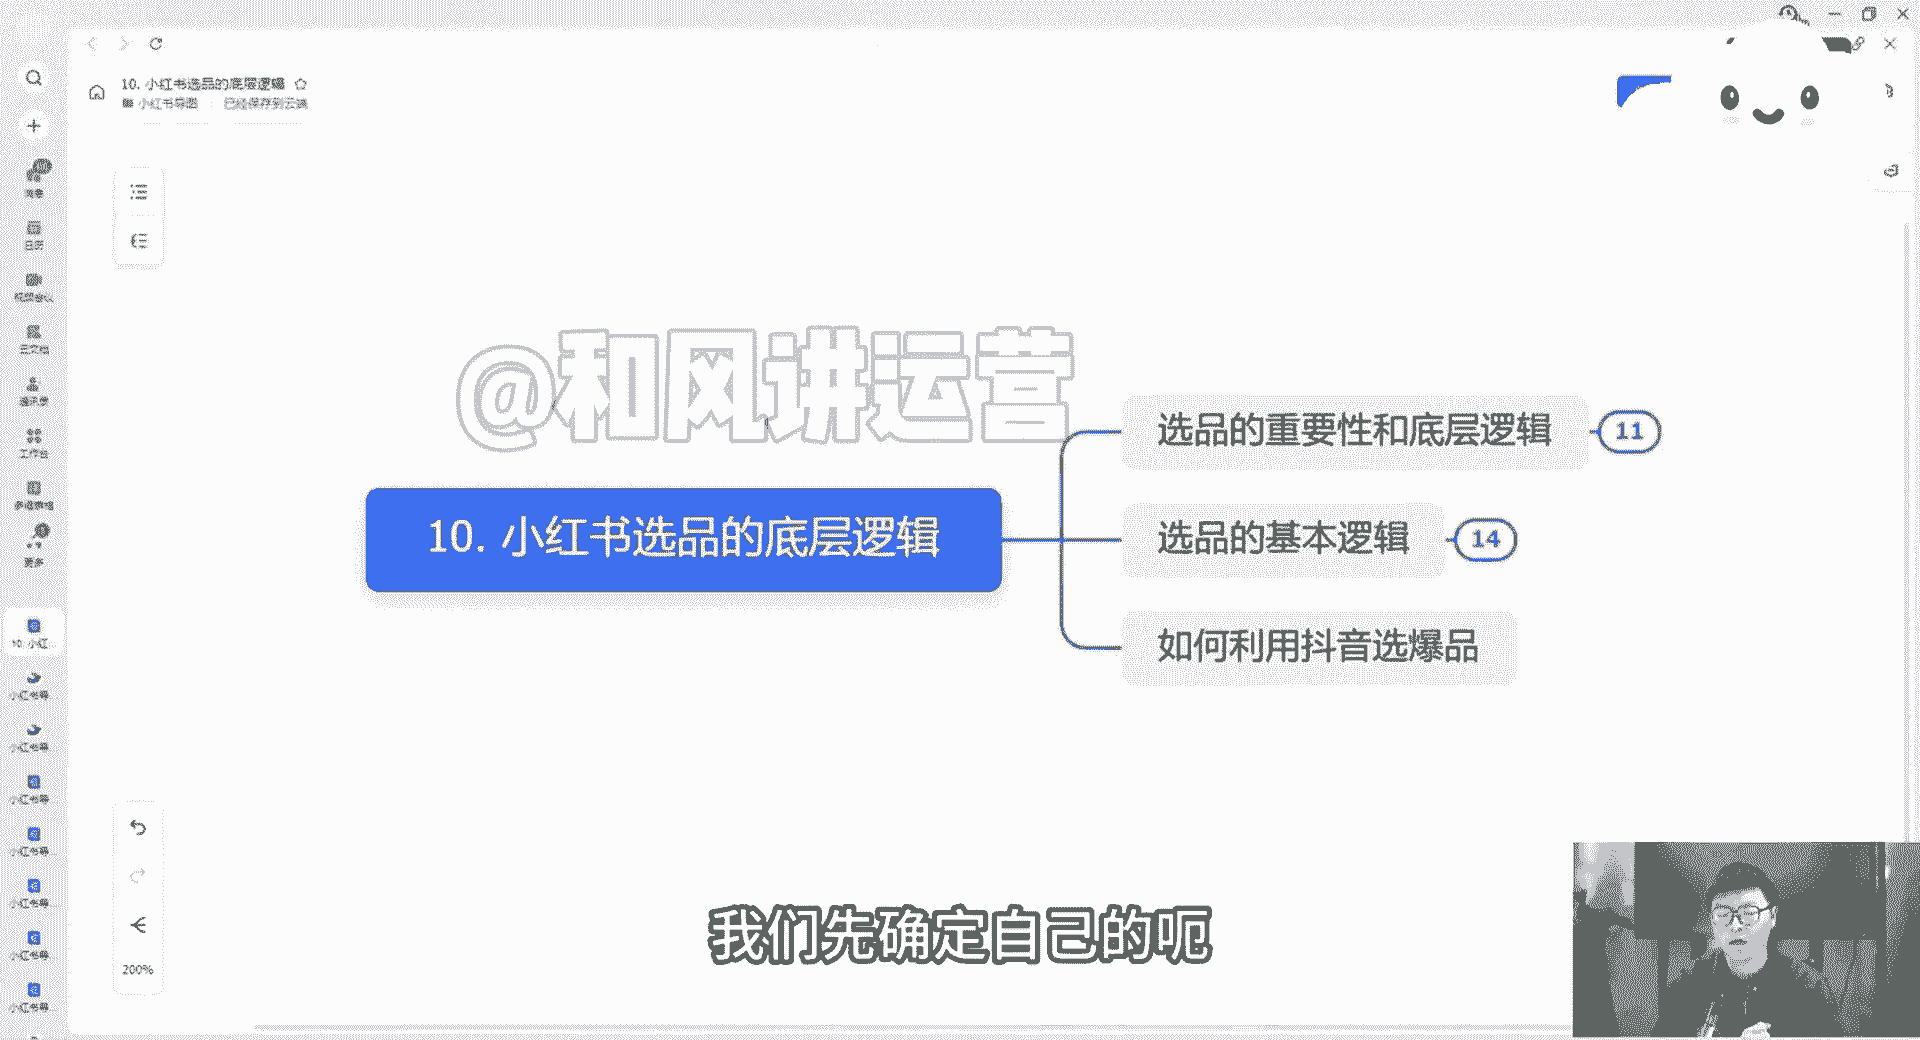 10. 小红书选品的底层逻辑
小红书导图
已经保存到云端
消息
日历
视频会议
云文档
通讯录
工作台
多维表格
更多
10. 小红...
小红书导...
小红书导...
小红书导...
小红书导...
小红书导...
小红书导...
小红书导...
@和风讲运营
选品的重要性和底层逻辑
11
10. 小红书选品的底层逻辑
选品的基本逻辑
14
如何利用抖音选爆品
200%
我们先确定自己的呃